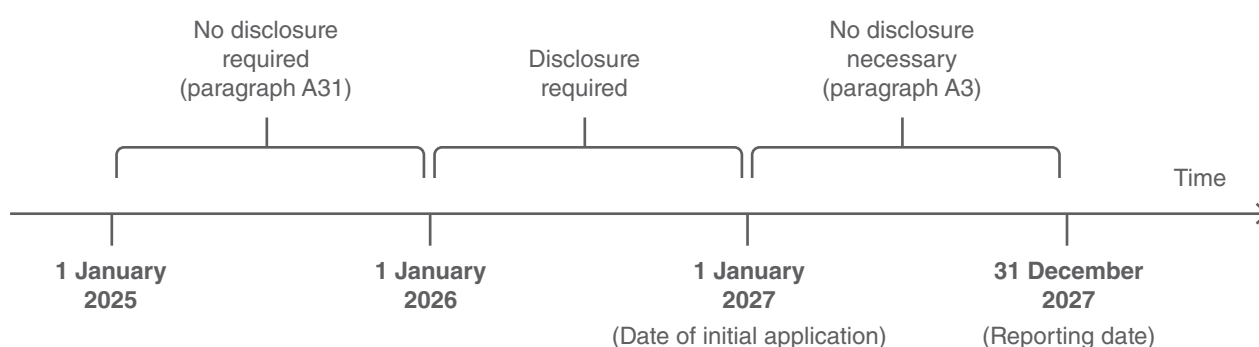 No disclosure
required
(paragraph A31)
Disclosure
required
No disclosure
necessary
(paragraph A3)
Time
1 January
2025
1 January
2026
1 January
2027
(Date of initial application)
31 December
2027
(Reporting date)